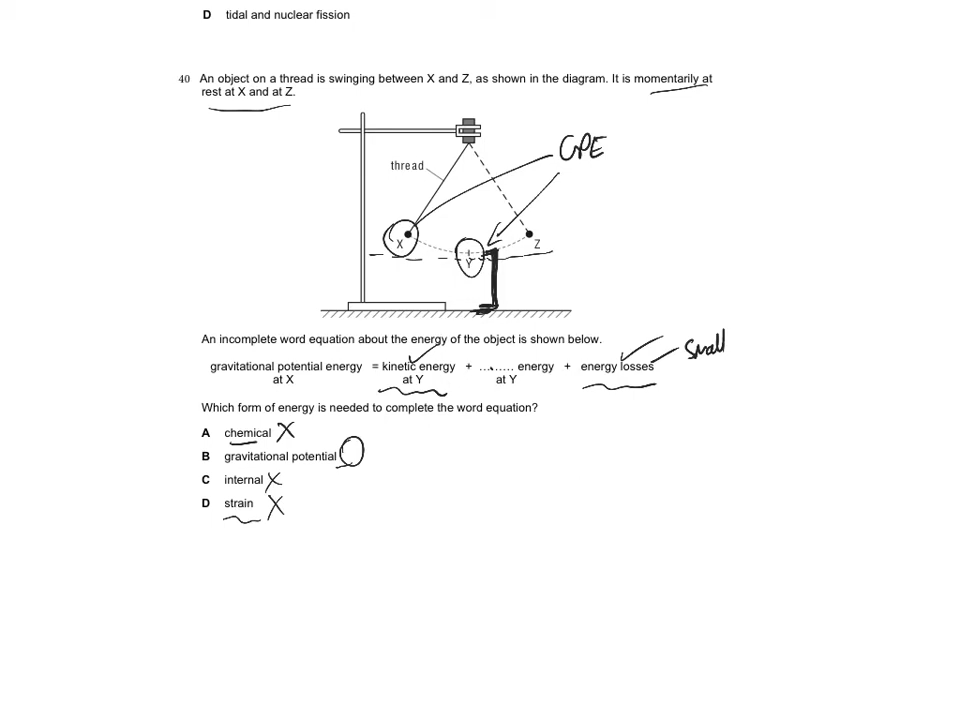 D tidal and nuclear fission
40 An object on a thread is swinging between X and Z, as shown in the diagram. It is momentarily at
rest at X and at Z.
GPE
thread
X
Z
Y
An incomplete word equation about the energy of the object is shown below.
small
gravitational potential energy = kinetic energy + ......... energy + energy losses
at X at Y at Y
Which form of energy is needed to complete the word equation?
A chemical X
B gravitational potential
C internal X
D strain X